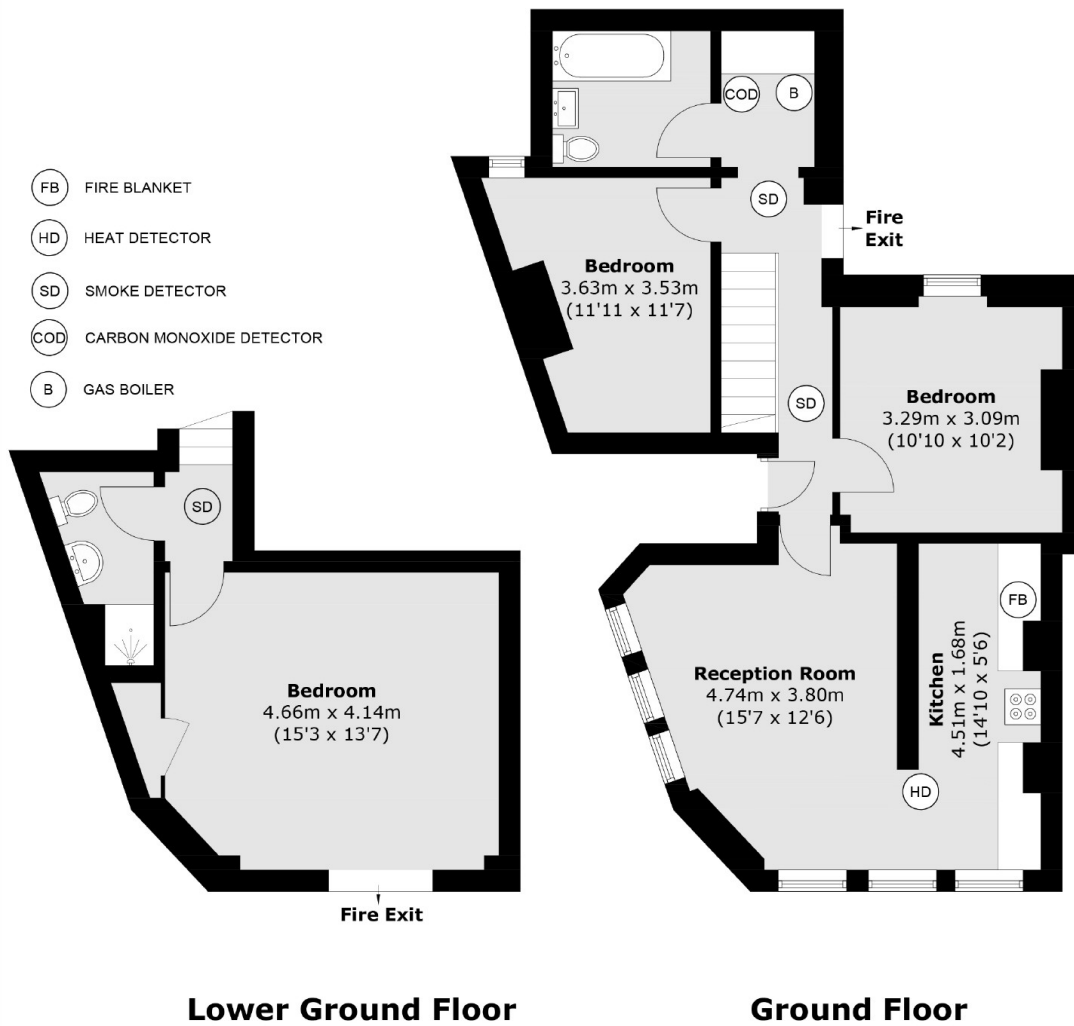 FB FIRE BLANKET
HD HEAT DETECTOR
SD SMOKE DETECTOR
COD CARBON MONOXIDE DETECTOR
B GAS BOILER
SD
Bedroom
4.66m x 4.14m
(15'3 x 13'7)
Fire Exit
Lower Ground Floor
COD
B
SD
Fire
Exit
Bedroom
3.63m x 3.53m
(11'11 x 11'7)
SD
Bedroom
3.29m x 3.09m
(10'10 x 10'2)
FB
Reception Room
4.74m x 3.80m
(15'7 x 12'6)
Kitchen
4.51m x 1.68m
(14'10 x 5'6)
HD
Ground Floor